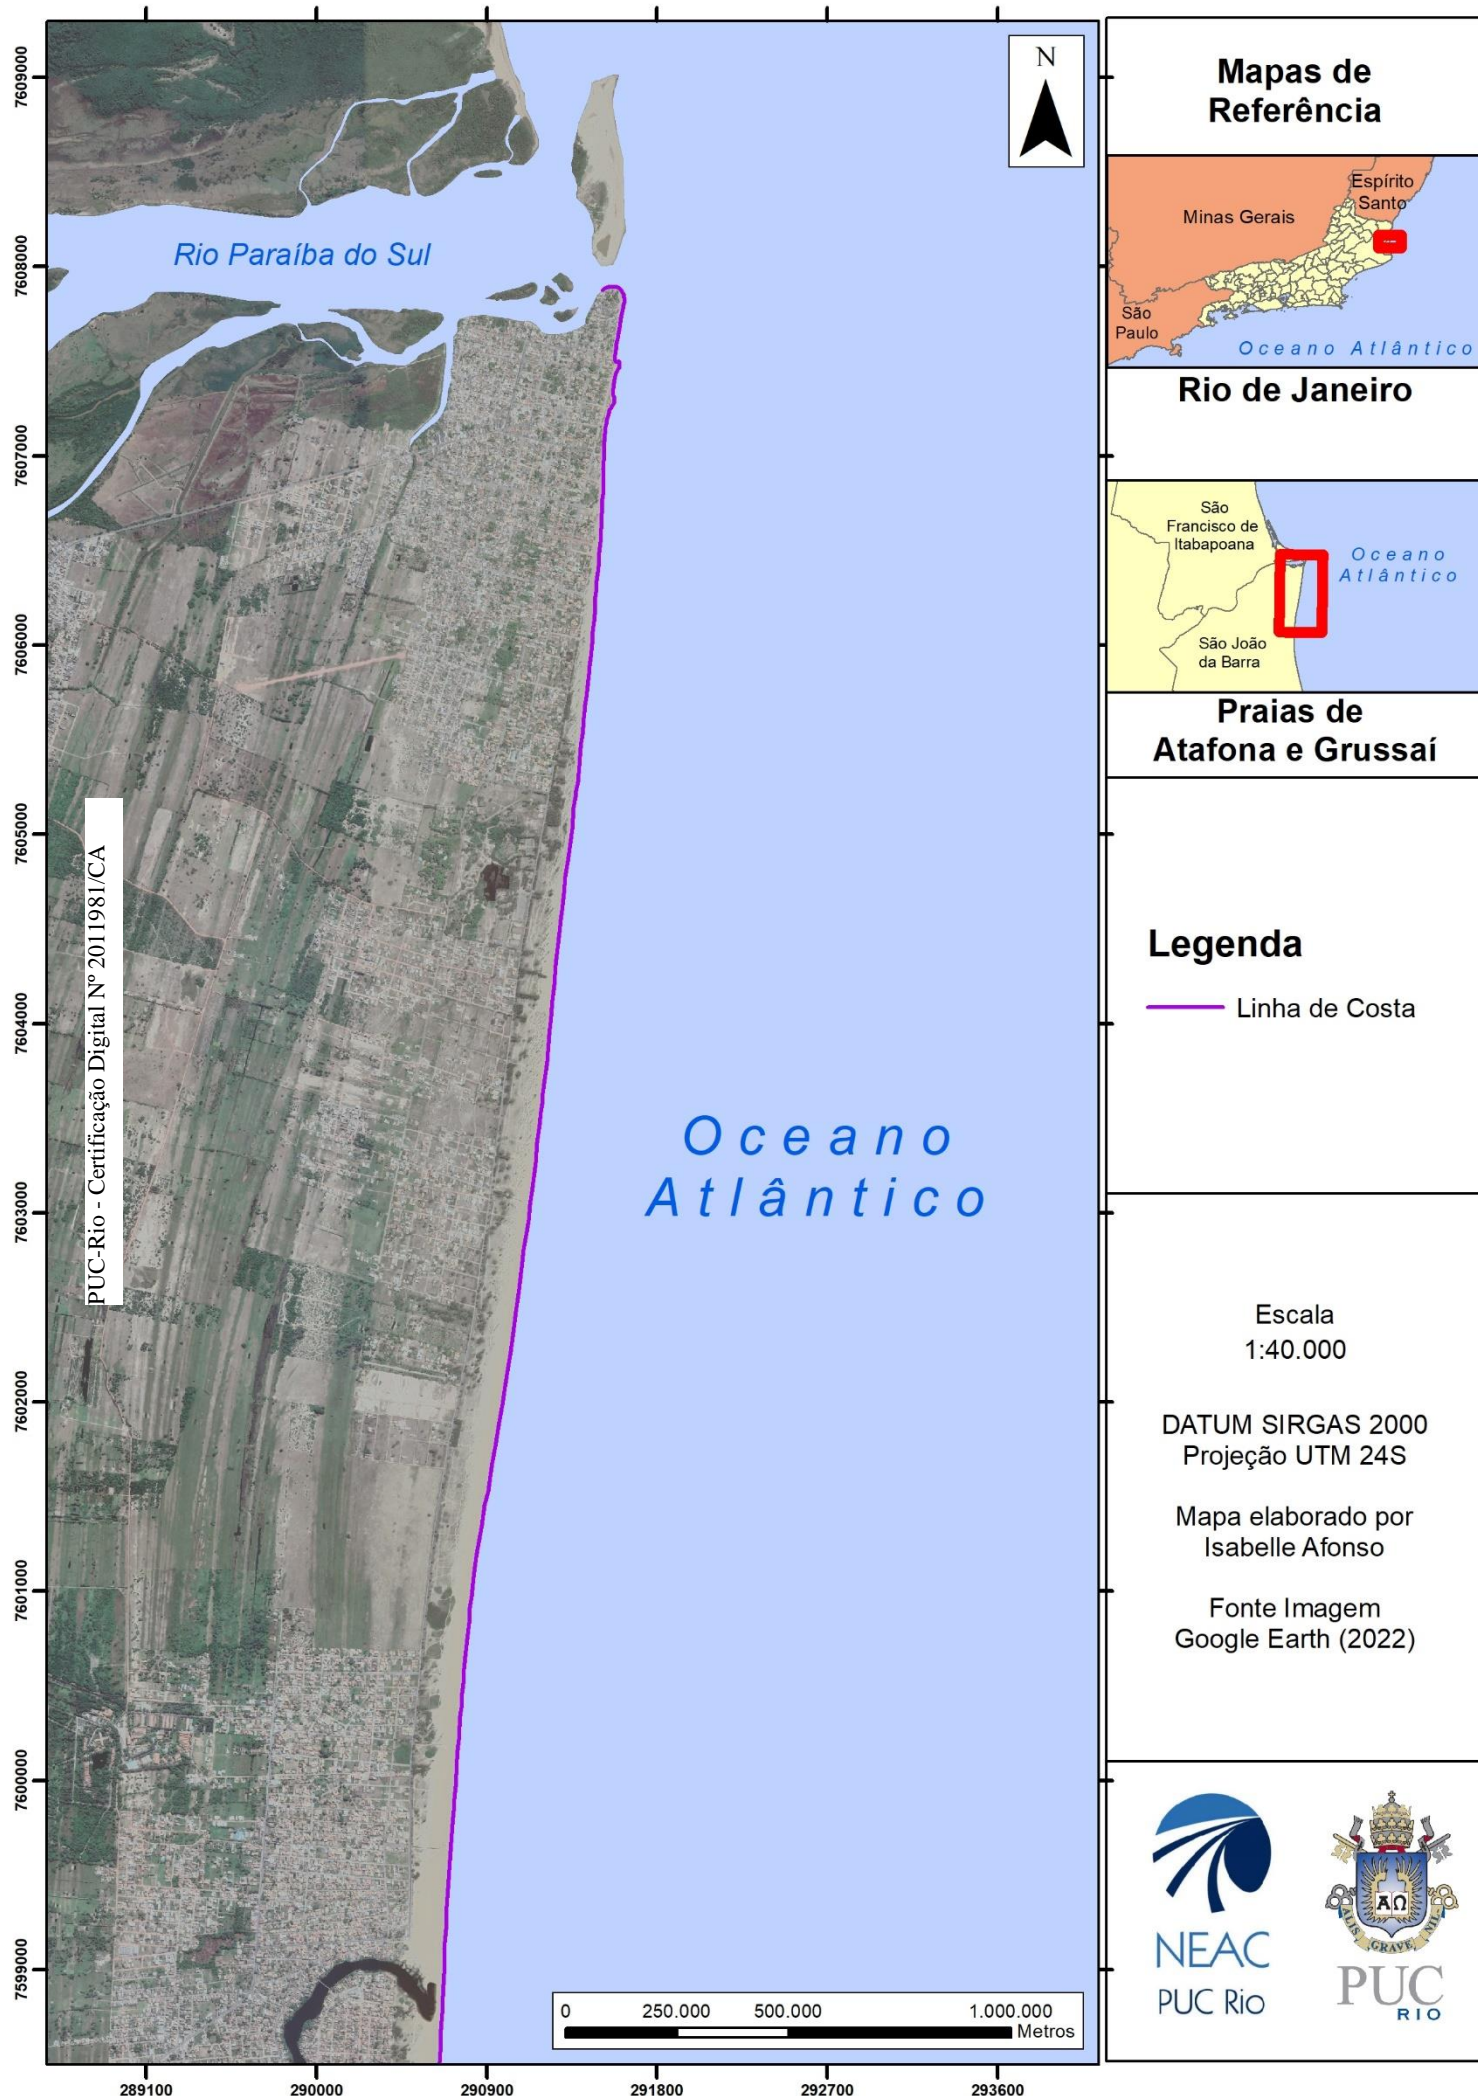 N
Rio Paraíba do Sul
Oceano
Atlântico
PUC-Rio - Certificação Digital Nº 2011981/CA
7609000
7608000
7607000
7606000
7605000
7604000
7603000
7602000
7601000
7600000
7599000
289100
290000
290900
291800
292700
293600
0 250.000 500.000 1.000.000
Metros
Mapas de
Referência
Espírito
Santo
Minas Gerais
São
Paulo
Oceano Atlântico
Rio de Janeiro
São
Francisco de
Itabapoana
Oceano
Atlântico
São João
da Barra
Praias de
Atafona e Grussaí
Legenda
Linha de Costa
Escala
1:40.000
DATUM SIRGAS 2000
Projeção UTM 24S
Mapa elaborado por
Isabelle Afonso
Fonte Imagem
Google Earth (2022)
NEAC
PUC Rio
Α Ω
ALIS GRAVE NIL
PUC
RIO